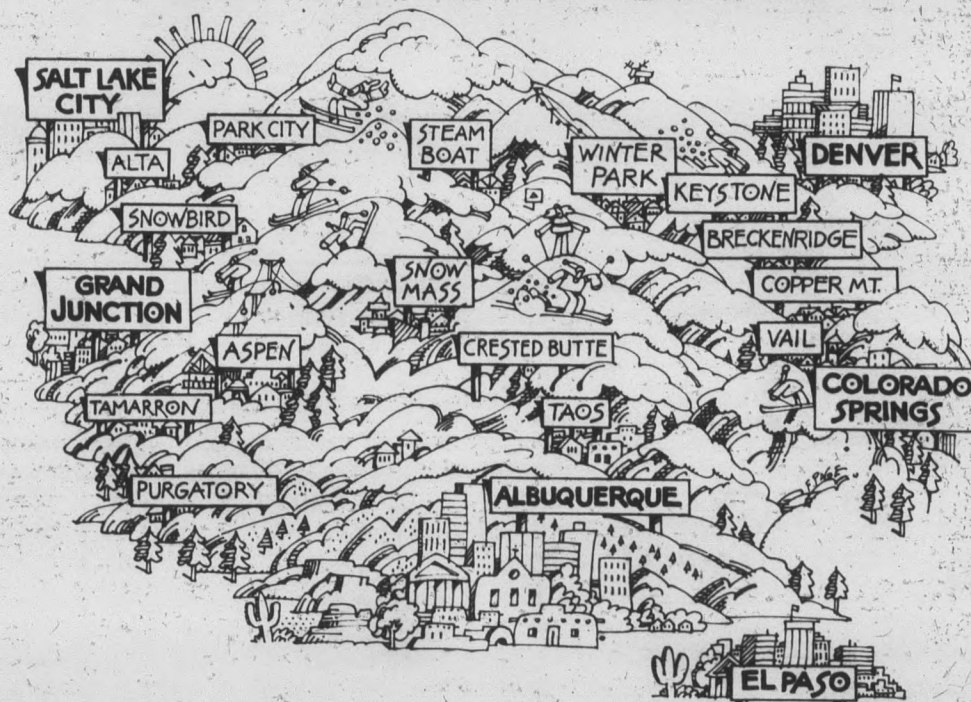 SALT LAKE
CITY
PARK CITY
STEAM
BOAT
WINTER
PARK
DENVER
ALTA
KEYSTONE
SNOWBIRD
BRECKENRIDGE
GRAND
JUNCTION
SNOW
MASS
COPPER MT.
ASPEN
CRESTED BUTTE
VAIL
COLORADO
SPRINGS
TAMARRON
TAOS
PURGATORY
ALBUQUERQUE
F. PAGE
EL PASO